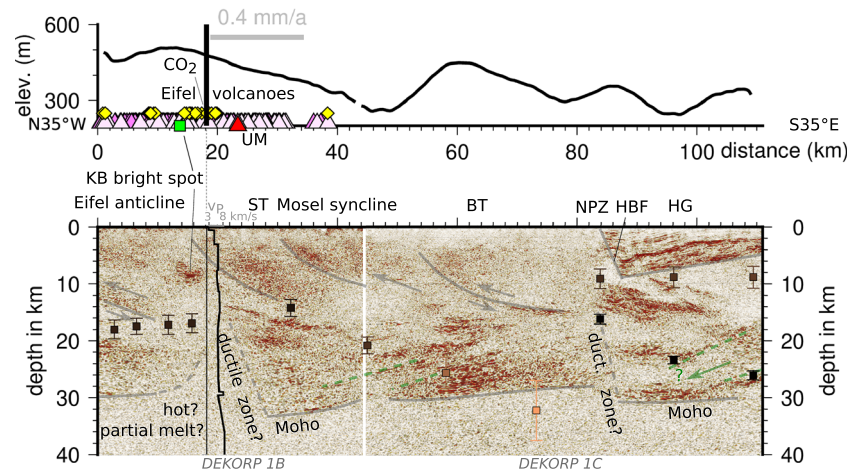 0.4 mm/a
600
300
elev. (m)
CO2
Eifel volcanoes
N35°W
S35°E
UM
0 20 40 60 80 100 distance (km)
KB bright spot
Eifel anticline
VP
3 8 km/s
ST Mosel syncline BT NPZ HBF HG
0
10
20
30
40
depth in km
0
10
20
30
40
depth in km
ductile zone?
duct. zone?
?
hot?
partial melt?
Moho
Moho
DEKORP 1B
DEKORP 1C